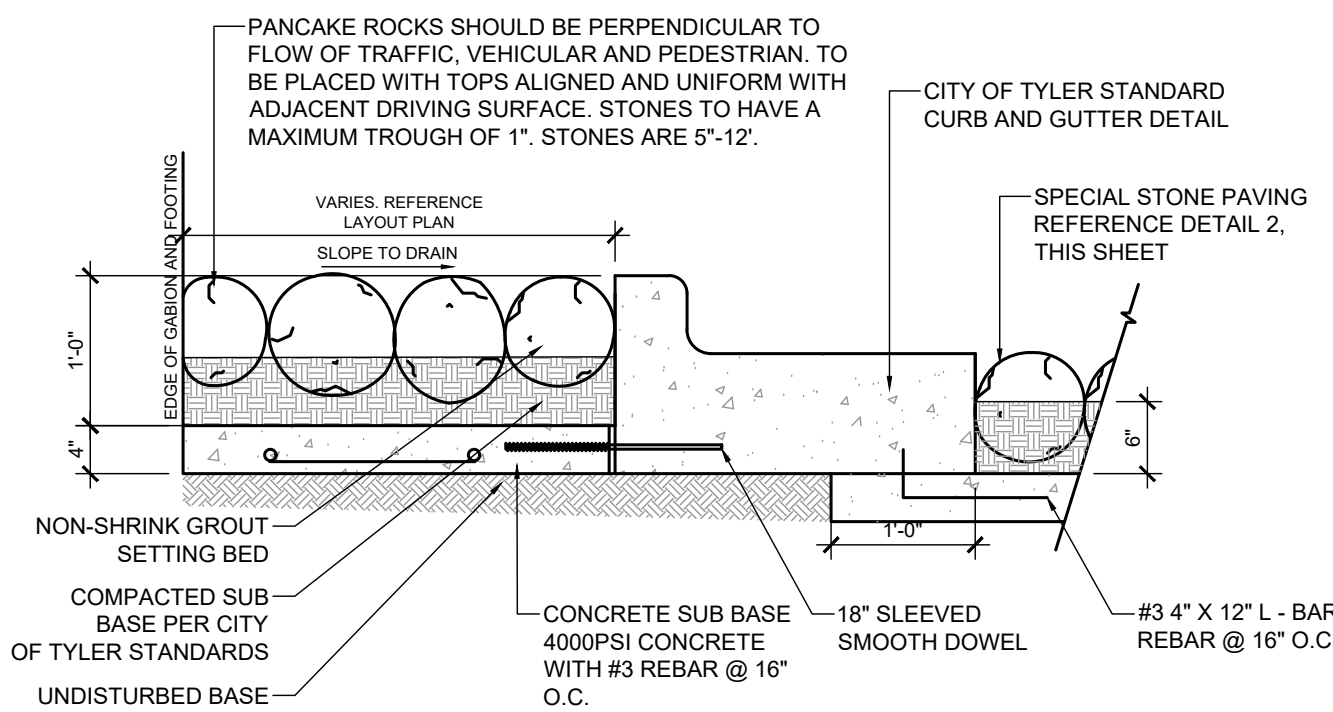 PANCAKE ROCKS SHOULD BE PERPENDICULAR TO
FLOW OF TRAFFIC, VEHICULAR AND PEDESTRIAN. TO
BE PLACED WITH TOPS ALIGNED AND UNIFORM WITH
ADJACENT DRIVING SURFACE. STONES TO HAVE A
MAXIMUM TROUGH OF 1". STONES ARE 5"-12'.
CITY OF TYLER STANDARD
CURB AND GUTTER DETAIL
SPECIAL STONE PAVING
REFERENCE DETAIL 2,
THIS SHEET
EDGE OF GABION AND FOOTING
VARIES. REFERENCE
LAYOUT PLAN
SLOPE TO DRAIN
1'-0"
4"
6"
1'-0"
NON-SHRINK GROUT
SETTING BED
COMPACTED SUB
BASE PER CITY
OF TYLER STANDARDS
UNDISTURBED BASE
CONCRETE SUB BASE
4000PSI CONCRETE
WITH #3 REBAR @ 16"
O.C.
18" SLEEVED
SMOOTH DOWEL
#3 4" X 12" L - BAR
REBAR @ 16" O.C